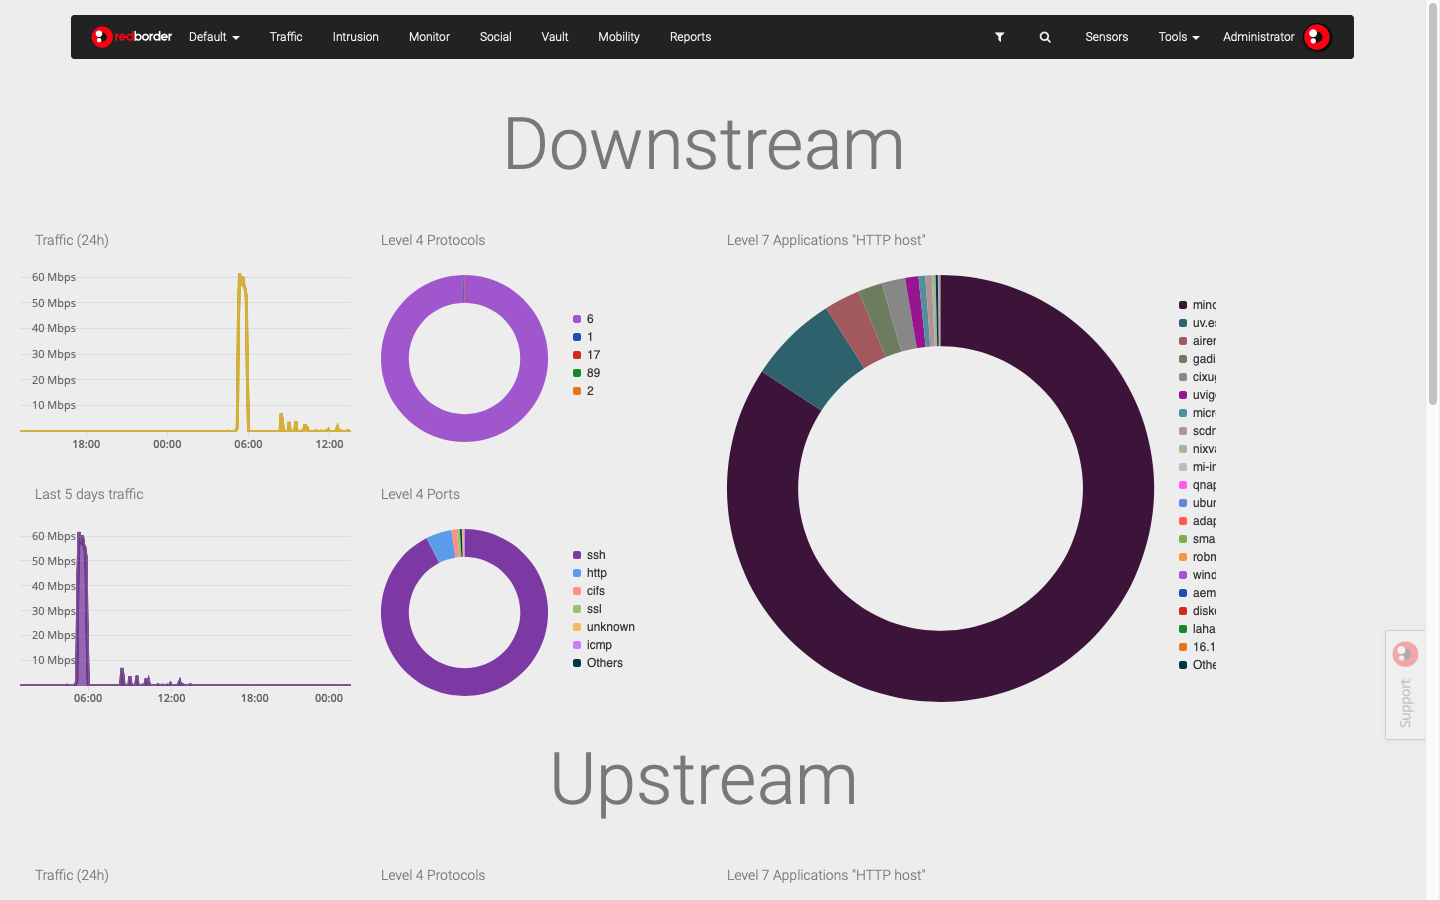 redborder Default Traffic Intrusion Monitor Social Vault Mobility Reports Sensors Tools Administrator
Downstream
Traffic (24h)
60 Mbps
50 Mbps
40 Mbps
30 Mbps
20 Mbps
10 Mbps
18:00 00:00 06:00 12:00
Level 4 Protocols
6
1
17
89
2
Level 7 Applications "HTTP host"
uv.e
gadi
cixu
uvig
micr
scdr
nixv
mi-ir
qnap
ubur
adap
sma
robn
wind
aem
disk
laha
16.1
Othe
Last 5 days traffic
60 Mbps
50 Mbps
40 Mbps
30 Mbps
20 Mbps
10 Mbps
06:00 12:00 18:00 00:00
Level 4 Ports
ssh
http
cifs
ssl
unknown
icmp
Others
Support
Upstream
Traffic (24h)
Level 4 Protocols
Level 7 Applications "HTTP host"